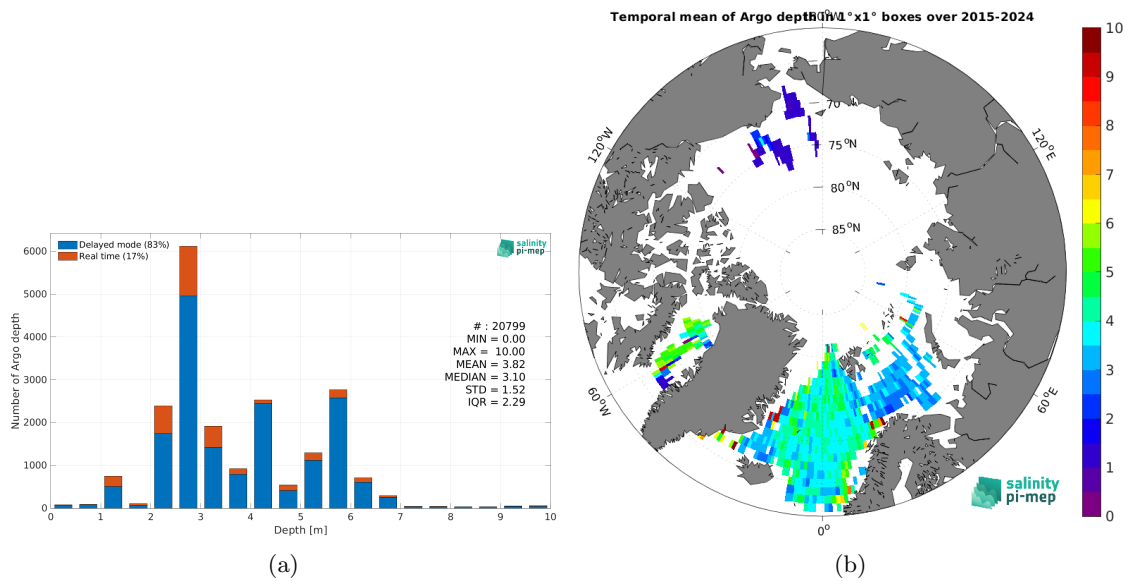 Delayed mode (83%)
Real time (17%)
salinity
pi-mep
6000
5000
4000
3000
2000
1000
0
Number of Argo depth
# : 20799
MIN = 0.00
MAX = 10.00
MEAN = 3.82
MEDIAN = 3.10
STD = 1.52
IQR = 2.29
0 1 2 3 4 5 6 7 8 9 10
Depth [m]
(a)
Temporal mean of Argo depth in 1°x1° boxes over 2015-2024
180°W
120°W
120°E
60°W
60°E
0°
70
75°N
80°N
85°N
10
9
8
7
6
5
4
3
2
1
0
salinity
pi-mep
(b)